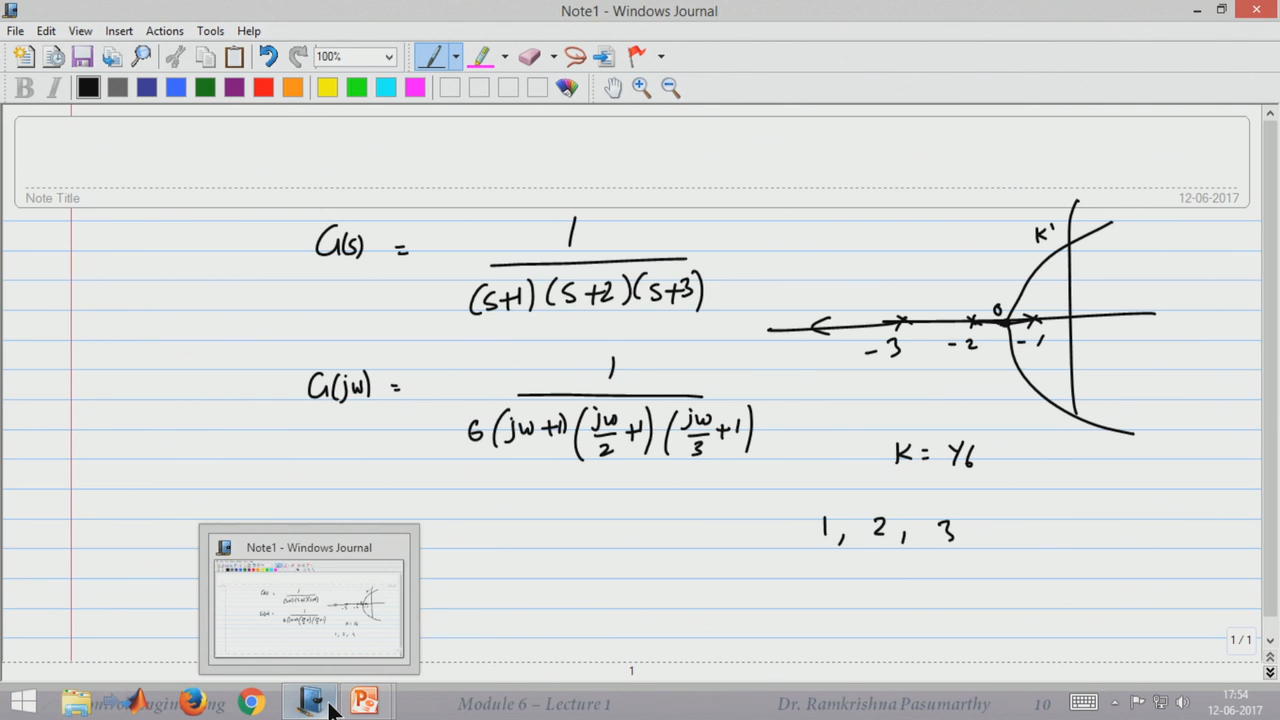 Note1 - Windows Journal
File Edit View Insert Actions Tools Help
100%
B I
Note Title
12-06-2017
G(s) = 1
(s+1)(s+2)(s+3)
K'
0
-3 -2 -1
G(jω) = 1
6(jω+1)(jω/2+1)(jω/3+1)
K = 1/6
1, 2, 3
Note1 - Windows Journal
1 / 1
1
Module 6 – Lecture 1
Dr. Ramkrishna Pasumarthy
10
17:54
12-06-2017